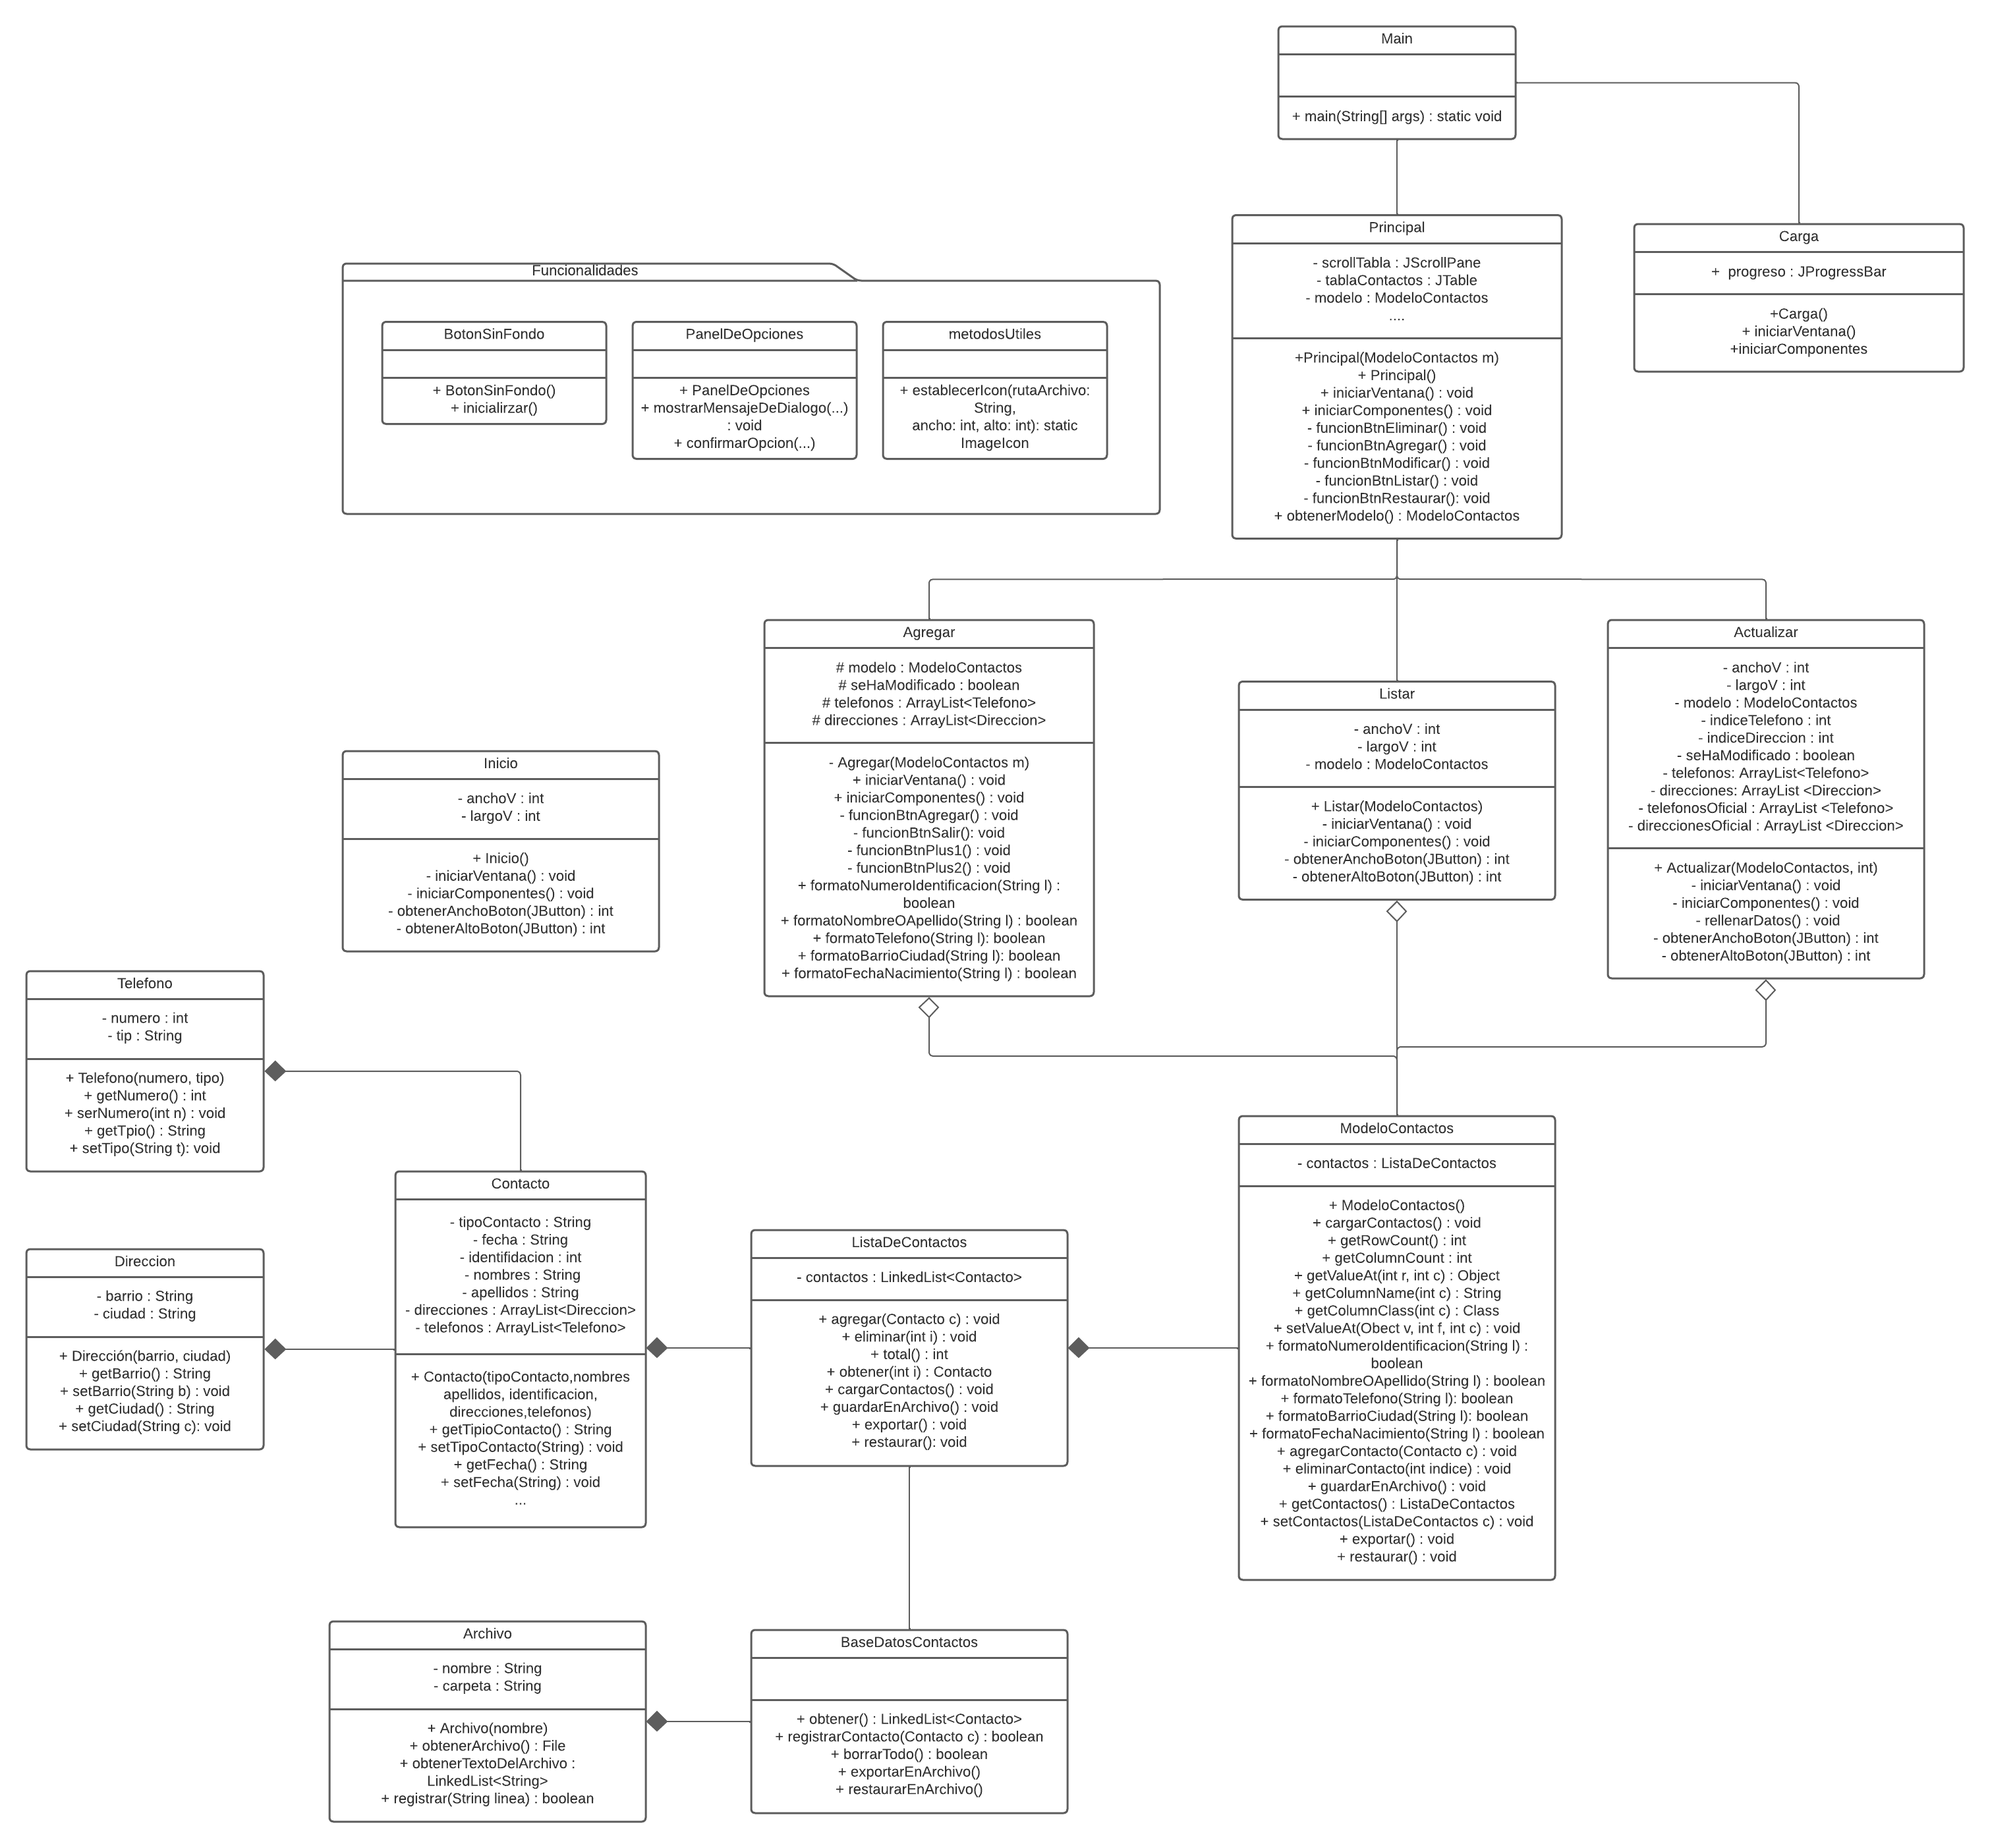 Main
+ main(String[] args) : static void
Principal
- scrollTabla : JScrollPane
- tablaContactos : JTable
- modelo : ModeloContactos
....
+Principal(ModeloContactos m)
+ Principal()
+ iniciarVentana() : void
+ iniciarComponentes() : void
- funcionBtnEliminar() : void
- funcionBtnAgregar() : void
- funcionBtnModificar() : void
- funcionBtnListar() : void
- funcionBtnRestaurar(): void
+ obtenerModelo() : ModeloContactos
Carga
+  progreso : JProgressBar
+Carga()
+ iniciarVentana()
+iniciarComponentes
Funcionalidades
BotonSinFondo
+ BotonSinFondo()
+ inicialirzar()
PanelDeOpciones
+ PanelDeOpciones
+ mostrarMensajeDeDialogo(...)
: void
+ confirmarOpcion(...)
metodosUtiles
+ establecerIcon(rutaArchivo:
String,
ancho: int, alto: int): static
ImageIcon
Agregar
# modelo : ModeloContactos
# seHaModificado : boolean
# telefonos : ArrayList<Telefono>
# direcciones : ArrayList<Direccion>
- Agregar(ModeloContactos m)
+ iniciarVentana() : void
+ iniciarComponentes() : void
- funcionBtnAgregar() : void
- funcionBtnSalir(): void
- funcionBtnPlus1() : void
- funcionBtnPlus2() : void
+ formatoNumeroIdentificacion(String l) :
boolean
+ formatoNombreOApellido(String l) : boolean
+ formatoTelefono(String l): boolean
+ formatoBarrioCiudad(String l): boolean
+ formatoFechaNacimiento(String l) : boolean
Listar
- anchoV : int
- largoV : int
- modelo : ModeloContactos
+ Listar(ModeloContactos)
- iniciarVentana() : void
- iniciarComponentes() : void
- obtenerAnchoBoton(JButton) : int
- obtenerAltoBoton(JButton) : int
Actualizar
- anchoV : int
- largoV : int
- modelo : ModeloContactos
- indiceTelefono : int
- indiceDireccion : int
- seHaModificado : boolean
- telefonos: ArrayList<Telefono>
- direcciones: ArrayList <Direccion>
- telefonosOficial : ArrayList <Telefono>
- direccionesOficial : ArrayList <Direccion>
+ Actualizar(ModeloContactos, int)
- iniciarVentana() : void
- iniciarComponentes() : void
- rellenarDatos() : void
- obtenerAnchoBoton(JButton) : int
- obtenerAltoBoton(JButton) : int
Inicio
- anchoV : int
- largoV : int
+ Inicio()
- iniciarVentana() : void
- iniciarComponentes() : void
- obtenerAnchoBoton(JButton) : int
- obtenerAltoBoton(JButton) : int
Telefono
- numero : int
- tip : String
+ Telefono(numero, tipo)
+ getNumero() : int
+ serNumero(int n) : void
+ getTpio() : String
+ setTipo(String t): void
Direccion
- barrio : String
- ciudad : String
+ Dirección(barrio, ciudad)
+ getBarrio() : String
+ setBarrio(String b) : void
+ getCiudad() : String
+ setCiudad(String c): void
Contacto
- tipoContacto : String
- fecha : String
- identifidacion : int
- nombres : String
- apellidos : String
- direcciones : ArrayList<Direccion>
- telefonos : ArrayList<Telefono>
+ Contacto(tipoContacto,nombres
apellidos, identificacion,
direcciones,telefonos)
+ getTipioContacto() : String
+ setTipoContacto(String) : void
+ getFecha() : String
+ setFecha(String) : void
...
ListaDeContactos
- contactos : LinkedList<Contacto>
+ agregar(Contacto c) : void
+ eliminar(int i) : void
+ total() : int
+ obtener(int i) : Contacto
+ cargarContactos() : void
+ guardarEnArchivo() : void
+ exportar() : void
+ restaurar(): void
ModeloContactos
- contactos : ListaDeContactos
+ ModeloContactos()
+ cargarContactos() : void
+ getRowCount() : int
+ getColumnCount : int
+ getValueAt(int r, int c) : Object
+ getColumnName(int c) : String
+ getColumnClass(int c) : Class
+ setValueAt(Obect v, int f, int c) : void
+ formatoNumeroIdentificacion(String l) :
boolean
+ formatoNombreOApellido(String l) : boolean
+ formatoTelefono(String l): boolean
+ formatoBarrioCiudad(String l): boolean
+ formatoFechaNacimiento(String l) : boolean
+ agregarContacto(Contacto c) : void
+ eliminarContacto(int indice) : void
+ guardarEnArchivo() : void
+ getContactos() : ListaDeContactos
+ setContactos(ListaDeContactos c) : void
+ exportar() : void
+ restaurar() : void
Archivo
- nombre : String
- carpeta : String
+ Archivo(nombre)
+ obtenerArchivo() : File
+ obtenerTextoDelArchivo :
LinkedList<String>
+ registrar(String linea) : boolean
BaseDatosContactos
+ obtener() : LinkedList<Contacto>
+ registrarContacto(Contacto c) : boolean
+ borrarTodo() : boolean
+ exportarEnArchivo()
+ restaurarEnArchivo()